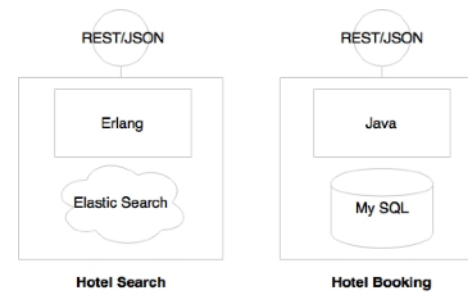 REST/JSON
Erlang
Elastic Search
Hotel Search
REST/JSON
Java
My SQL
Hotel Booking